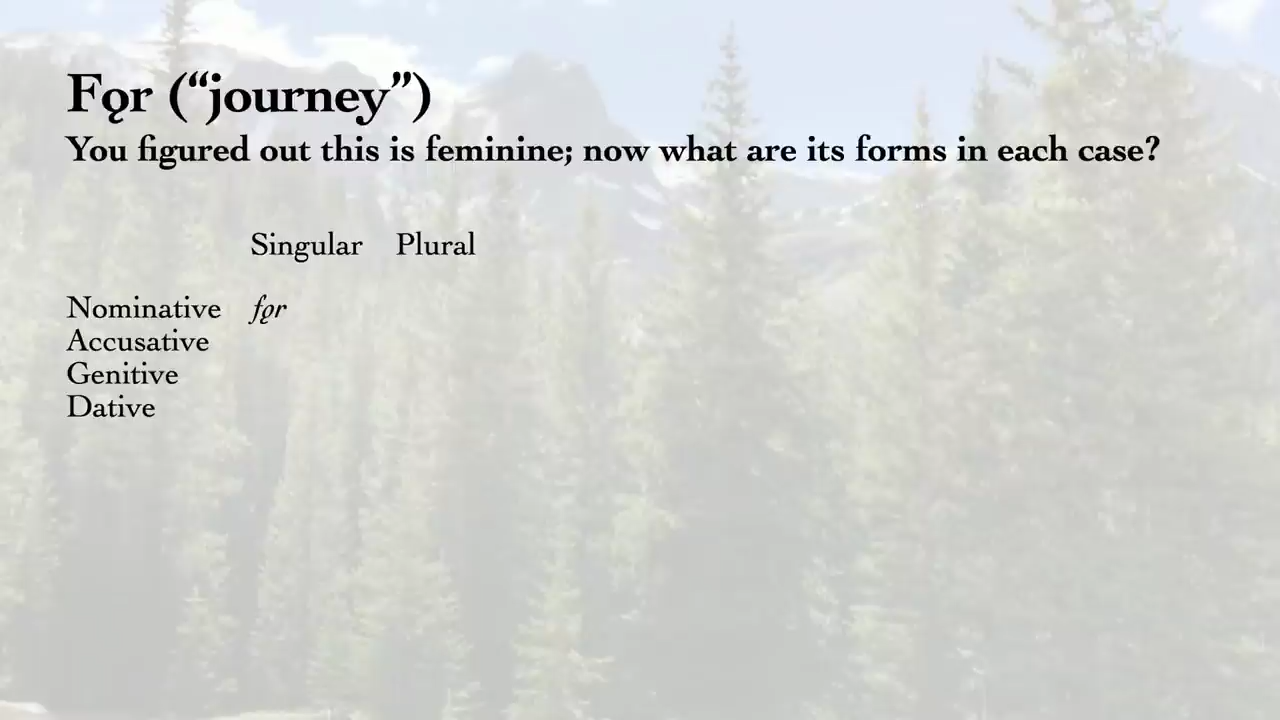 Fǫr (“journey”)
You figured out this is feminine; now what are its forms in each case?
Singular Plural
Nominative fǫr
Accusative
Genitive
Dative